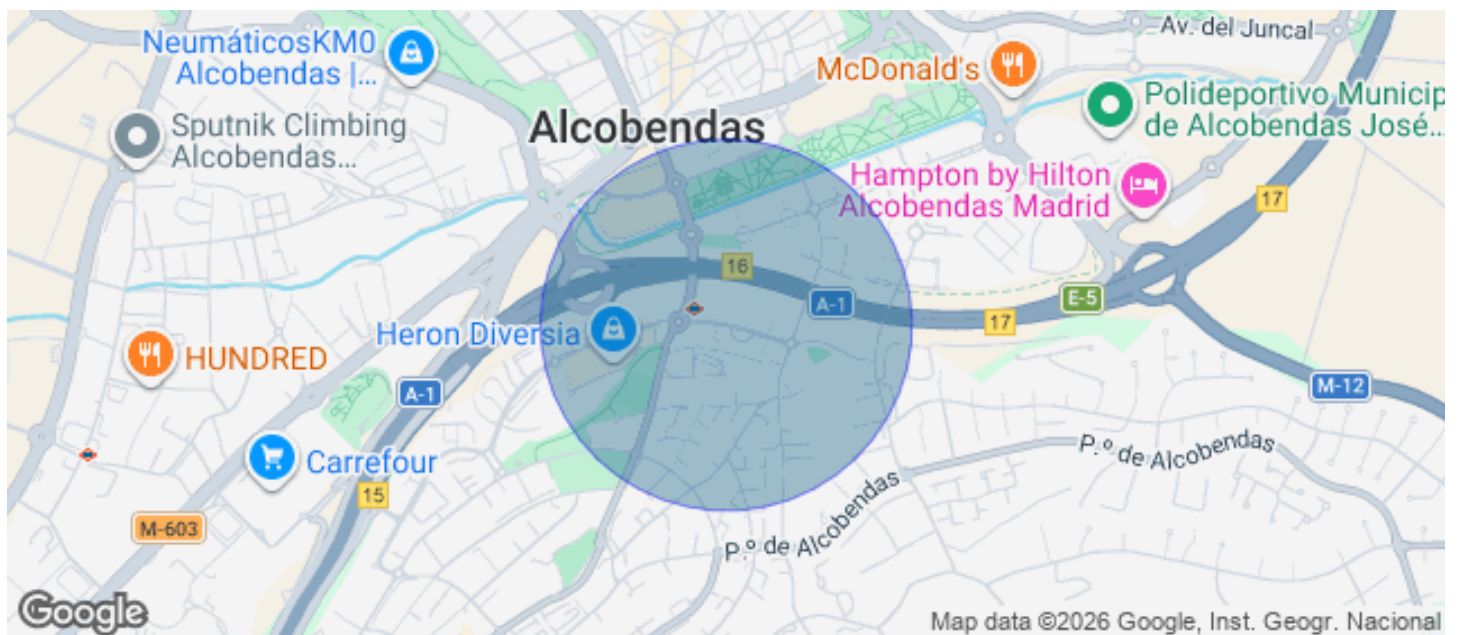 Av. del Juncal
NeumáticosKM0
Alcobendas |...
McDonald's
Polideportivo Municip
de Alcobendas José...
Sputnik Climbing
Alcobendas...
Alcobendas
Hampton by Hilton
Alcobendas Madrid
17
16
A-1
E-5
17
Heron Diversia
HUNDRED
A-1
M-12
P.º de Alcobendas
Carrefour
15
M-603
P.º de Alcobendas
Google
Map data ©2026 Google, Inst. Geogr. Nacional